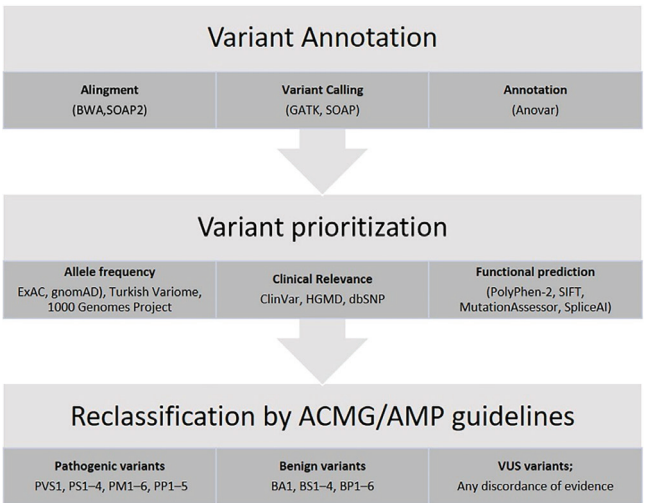 Variant Annotation
Alingment
(BWA,SOAP2)
Variant Calling
(GATK, SOAP)
Annotation
(Anovar)
Variant prioritization
Allele frequency
ExAC, gnomAD), Turkish Variome,
1000 Genomes Project
Clinical Relevance
ClinVar, HGMD, dbSNP
Functional prediction
(PolyPhen-2, SIFT,
MutationAssessor, SpliceAI)
Reclassification by ACMG/AMP guidelines
Pathogenic variants
PVS1, PS1–4, PM1–6, PP1–5
Benign variants
BA1, BS1–4, BP1–6
VUS variants;
Any discordance of evidence